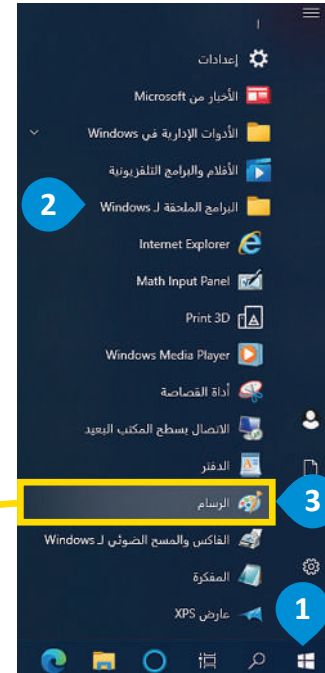 ا
إعدادات
الأخبار من Microsoft
الأدوات الإدارية في Windows
الأفلام والبرامج التلفزيونية
2
البرامج الملحقة لـ Windows
Internet Explorer
Math Input Panel
Print 3D
Windows Media Player
أداة القصاصة
الاتصال بسطح المكتب البعيد
الدفتر
الرسام
3
الفاكس والمسح الضوئي لـ Windows
المفكرة
عارض XPS
1